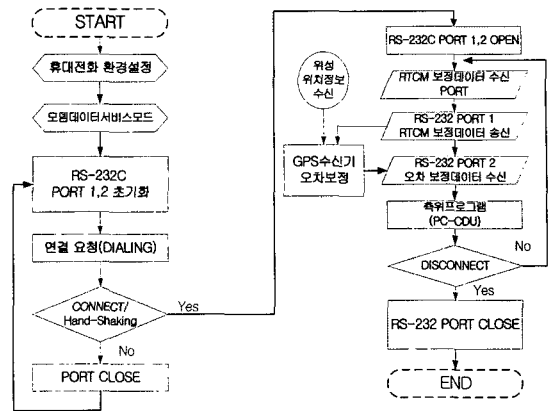 START
휴대전화 환경설정
모뎀데이터서비스모드
RS-232C
PORT 1,2 초기화
연결 요청(DIALING)
CONNECT/
Hand-Shaking
Yes
No
PORT CLOSE
RS-232C PORT 1,2 OPEN
RTCM 보정데이터 수신
PORT
위성
위치정보
수신
RS-232 PORT 1
RTCM 보정데이터 송신
GPS수신기
오차보정
RS-232 PORT 2
오차 보정데이터 수신
측위프로그램
(PC-CDU)
No
DISCONNECT
Yes
RS-232 PORT CLOSE
END